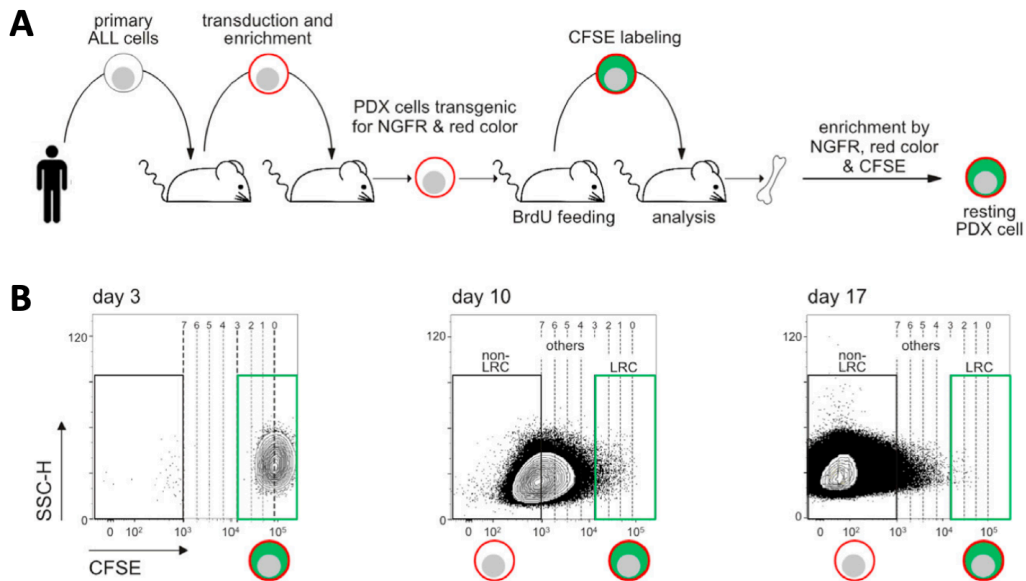 A
primary
ALL cells
transduction and
enrichment
PDX cells transgenic
for NGFR & red color
CFSE labeling
BrdU feeding
analysis
enrichment by
NGFR, red color
& CFSE
resting
PDX cell
B
day 3
7 6 5 4 3 2 1 0
120
0
0 10² 10³ 10⁴ 10⁵
SSC-H
CFSE
day 10
7 6 5 4 3 2 1 0
others
non-
LRC
LRC
120
0
0 10² 10³ 10⁴ 10⁵
day 17
7 6 5 4 3 2 1 0
others
non-
LRC
LRC
120
0
0 10² 10³ 10⁴ 10⁵